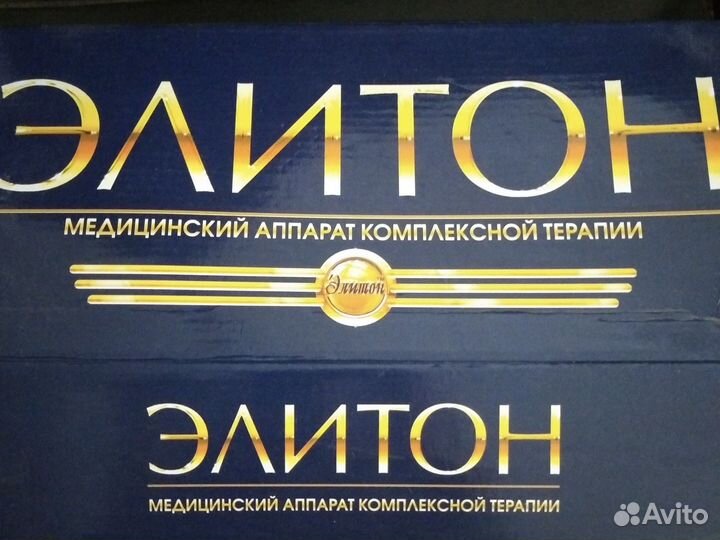 ЭЛИТОН
МЕДИЦИНСКИЙ АППАРАТ КОМПЛЕКСНОЙ ТЕРАПИИ
Элитон
ЭЛИТОН
МЕДИЦИНСКИЙ АППАРАТ КОМПЛЕКСНОЙ ТЕРАПИИ
Avito